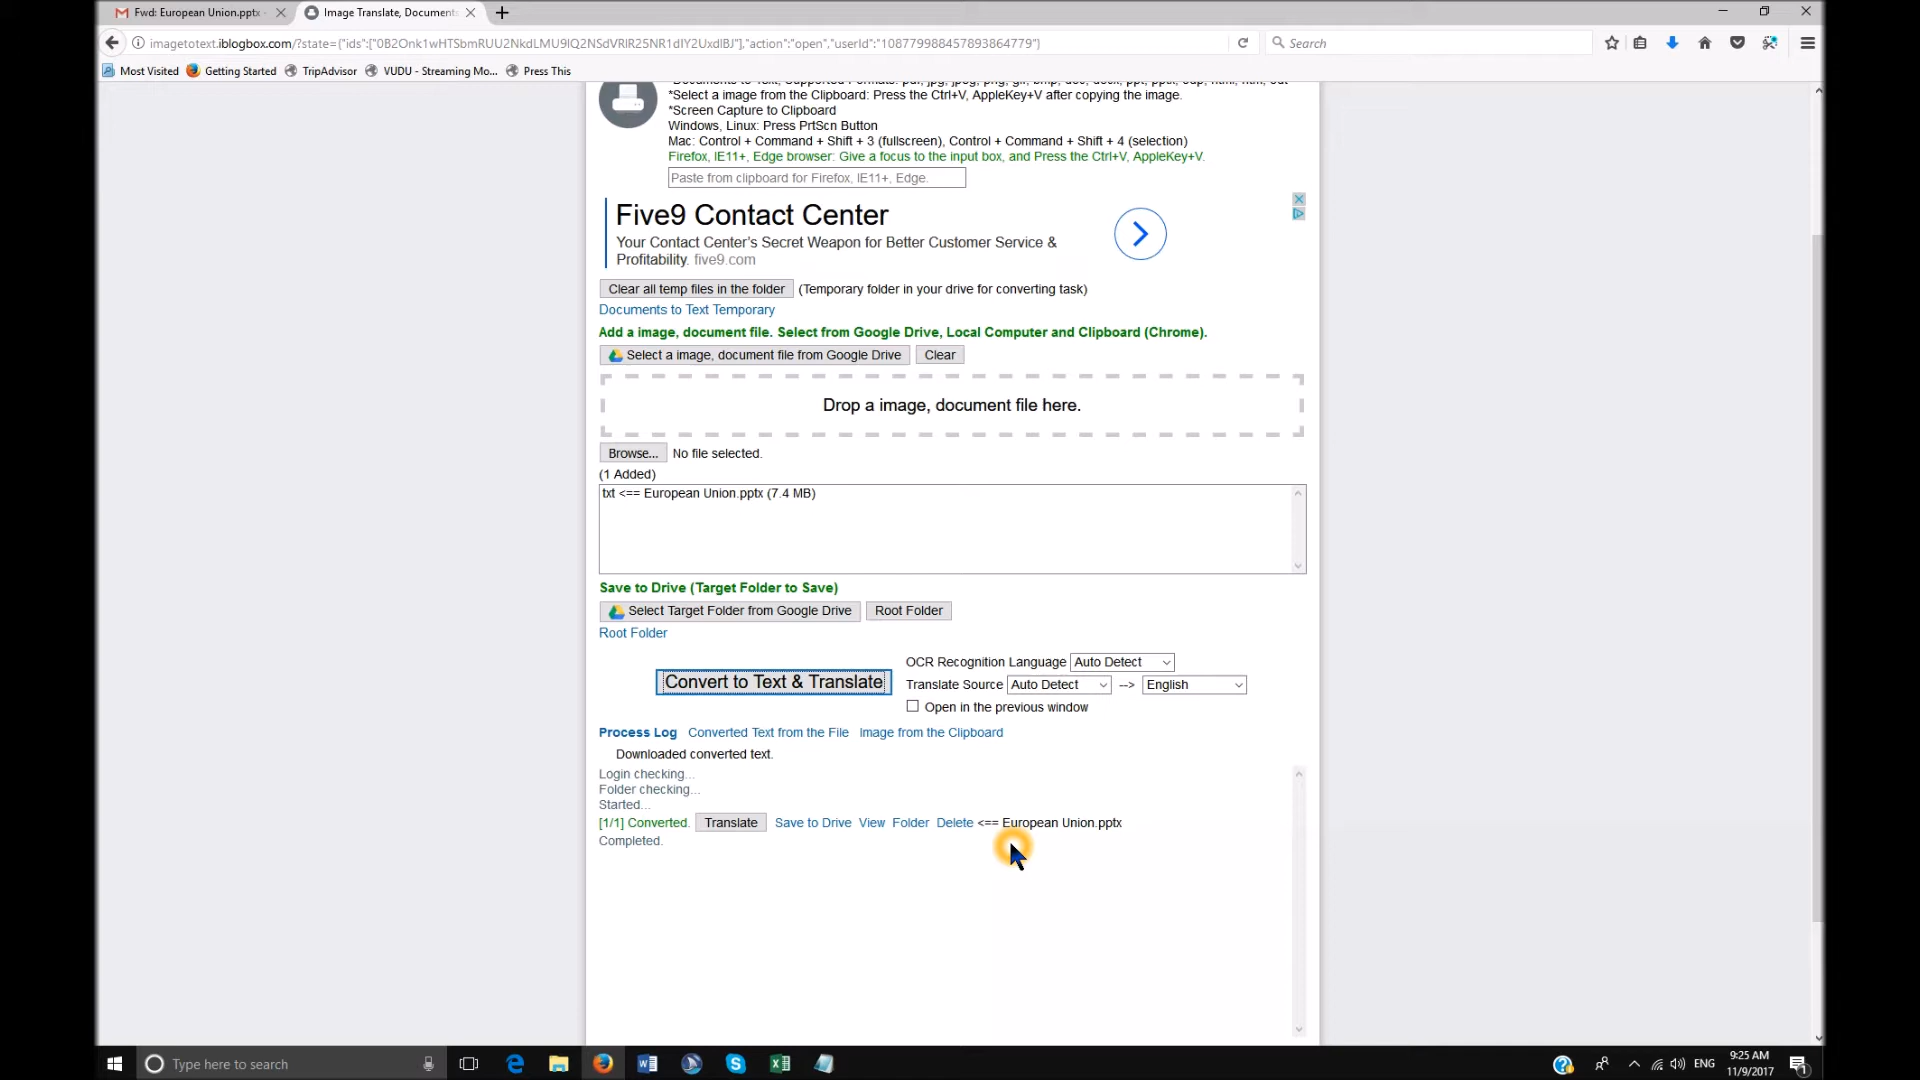 Fwd: European Union.pptx
Image Translate, Document
imagetotext.iblogbox.com/?state={"ids":["0B2Onk1wHTSbmRUU2NkdLMU9lQ2NSdVRlR25NR1dIY2UxdlBJ"],"action":"open","userId":"108779988457893864779"}
Search
Most Visited Getting Started TripAdvisor VUDU - Streaming Mo... Press This
*Select a image from the Clipboard: Press the Ctrl+V, AppleKey+V after copying the image.
*Screen Capture to Clipboard
Windows, Linux: Press PrtScn Button
Mac: Control + Command + Shift + 3 (fullscreen), Control + Command + Shift + 4 (selection)
Firefox, IE11+, Edge browser: Give a focus to the input box, and Press the Ctrl+V, AppleKey+V.
Paste from clipboard for Firefox, IE11+, Edge.
Five9 Contact Center
Your Contact Center's Secret Weapon for Better Customer Service &
Profitability. five9.com
Clear all temp files in the folder (Temporary folder in your drive for converting task)
Documents to Text Temporary
Add a image, document file. Select from Google Drive, Local Computer and Clipboard (Chrome).
Select a image, document file from Google Drive Clear
Drop a image, document file here.
Browse... No file selected.
(1 Added)
txt <== European Union.pptx (7.4 MB)
Save to Drive (Target Folder to Save)
Select Target Folder from Google Drive Root Folder
Root Folder
OCR Recognition Language Auto Detect
Convert to Text & Translate
Translate Source Auto Detect --> English
Open in the previous window
Process Log Converted Text from the File Image from the Clipboard
Downloaded converted text.
Login checking...
Folder checking...
Started...
[1/1] Converted. Translate Save to Drive View Folder Delete <== European Union.pptx
Completed.
Type here to search
ENG
9:25 AM
11/9/2017